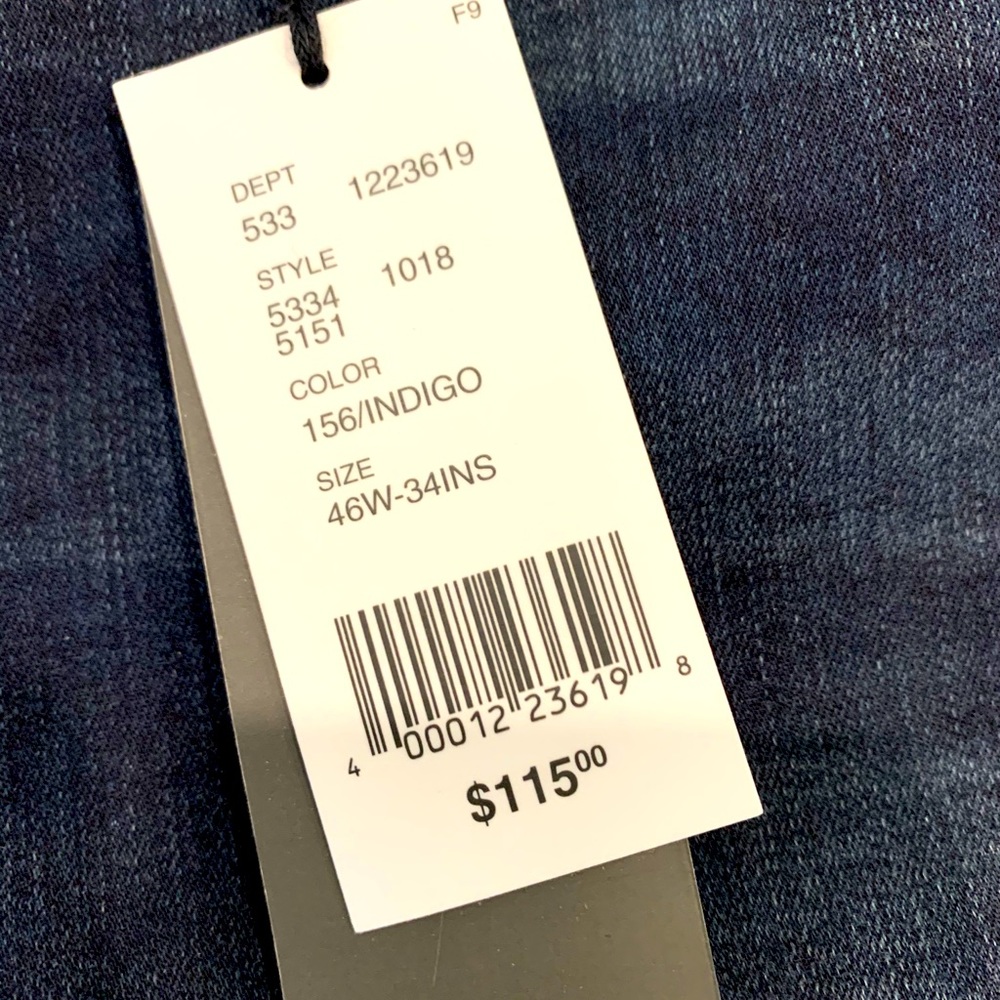 F9
DEPT
533 1223619
STYLE
5334 1018
5151
COLOR
156/INDIGO
SIZE
46W-34INS
4 00012 23619 8
$115.00